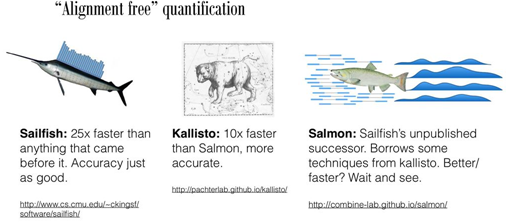 “Alignment free” quantification
Sailfish: 25x faster than
anything that came
before it. Accuracy just
as good.
http://www.cs.cmu.edu/~ckingsf/
software/sailfish/
Kallisto: 10x faster
than Salmon, more
accurate.
http://pachterlab.github.io/kallisto/
Salmon: Sailfish’s unpublished
successor. Borrows some
techniques from kallisto. Better/
faster? Wait and see.
http://combine-lab.github.io/salmon/